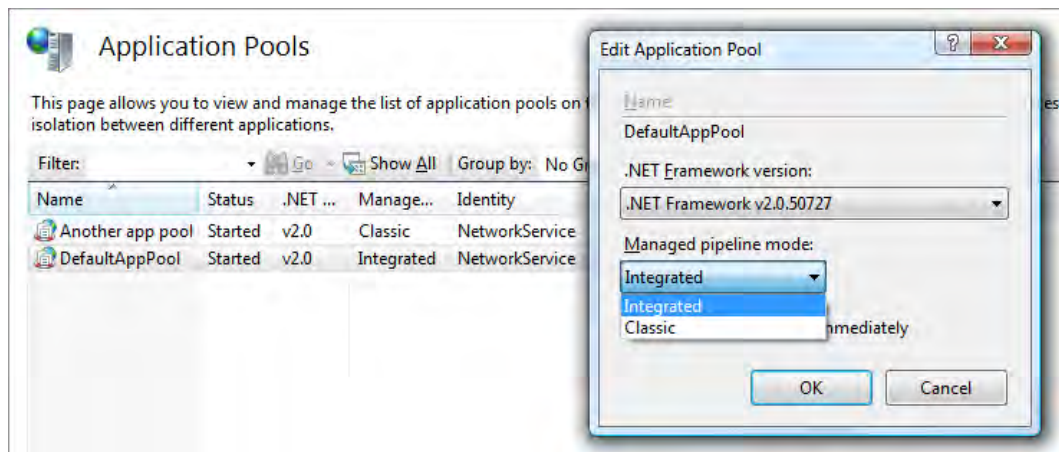 Application Pools
This page allows you to view and manage the list of application pools on
isolation between different applications.
Filter: Go Show All Group by: No
Name Status .NET ... Manage... Identity
Another app pool Started v2.0 Classic NetworkService
DefaultAppPool Started v2.0 Integrated NetworkService
Edit Application Pool
Name
DefaultAppPool
.NET Framework version:
.NET Framework v2.0.50727
Managed pipeline mode:
Integrated
Integrated
Classic
mmediately
OK Cancel